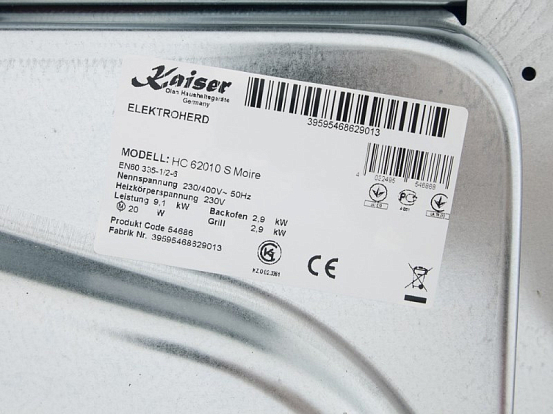 Kaiser
Olan Haushaltsgeräte
Germany
ELEKTROHERD
39595468629013
MODELL: HC 62010 S Moire
EN60 335-1/2-6
Nennspannung 230/400V~ 50Hz
Heizkörperspannung 230V
Leistung 9,1 kW Backofen 2,9 kW
20 W Grill 2,9 kW
Produkt Code 54686
Fabrik Nr. 39595468629013
CE